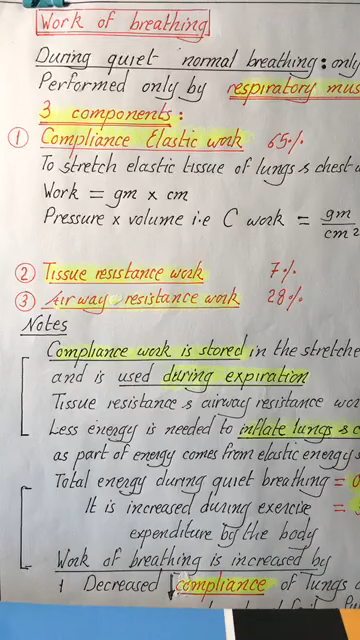 Work of breathing
During quiet normal breathing: only
Performed only by respiratory mus
3 components:
① Compliance Elastic work 65%
To stretch elastic tissue of lungs & chest
Work = gm x cm
Pressure x volume i.e C work = gm
cm2
② Tissue resistance work 7%
③ Airway resistance work 28%
Notes
Compliance work is stored in the stretche
and is used during expiration
Tissue resistance & airway resistance wor
Less energy is needed to inflate lungs & c
as part of energy comes from elastic energy
Total energy during quiet breathing = 0
It is increased during exercise =
expenditure by the body
Work of breathing is increased by
1 Decreased ↓ compliance of lungs